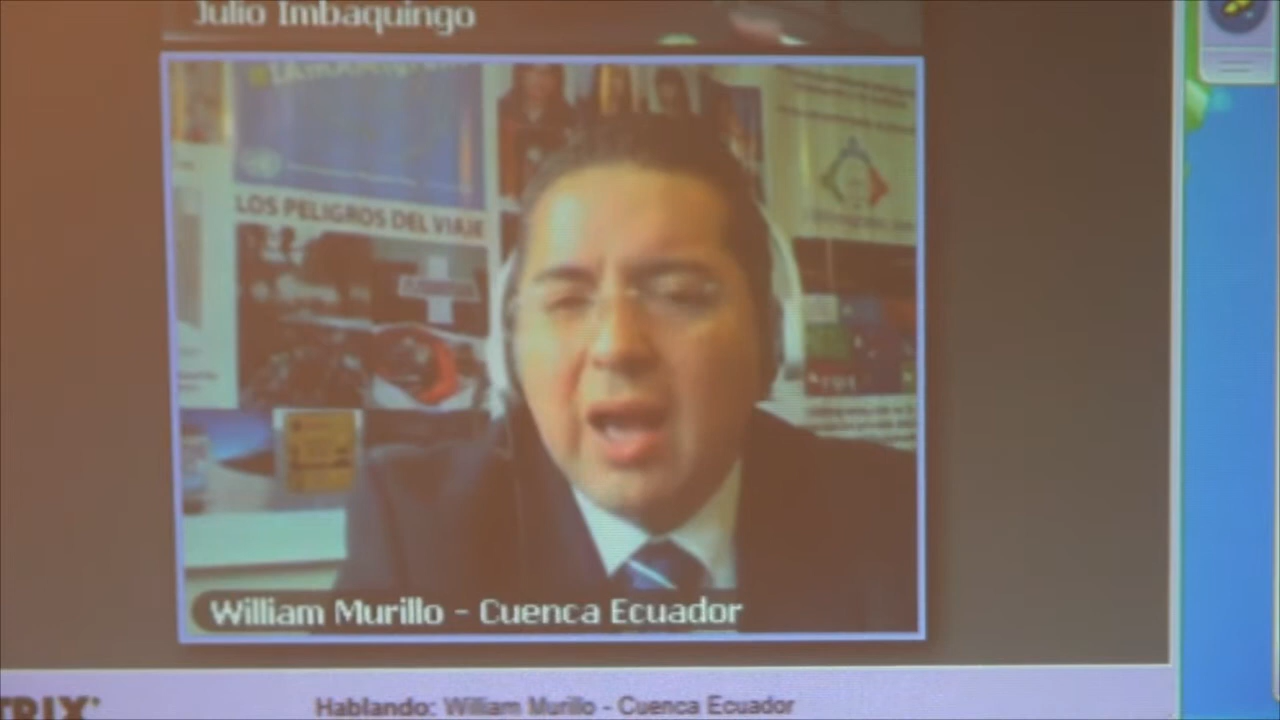 Julio Imbaquingo
LOS PELIGROS DEL VIAJE
William Murillo - Cuenca Ecuador
TRIX
Hablando: William Murillo - Cuenca Ecuador